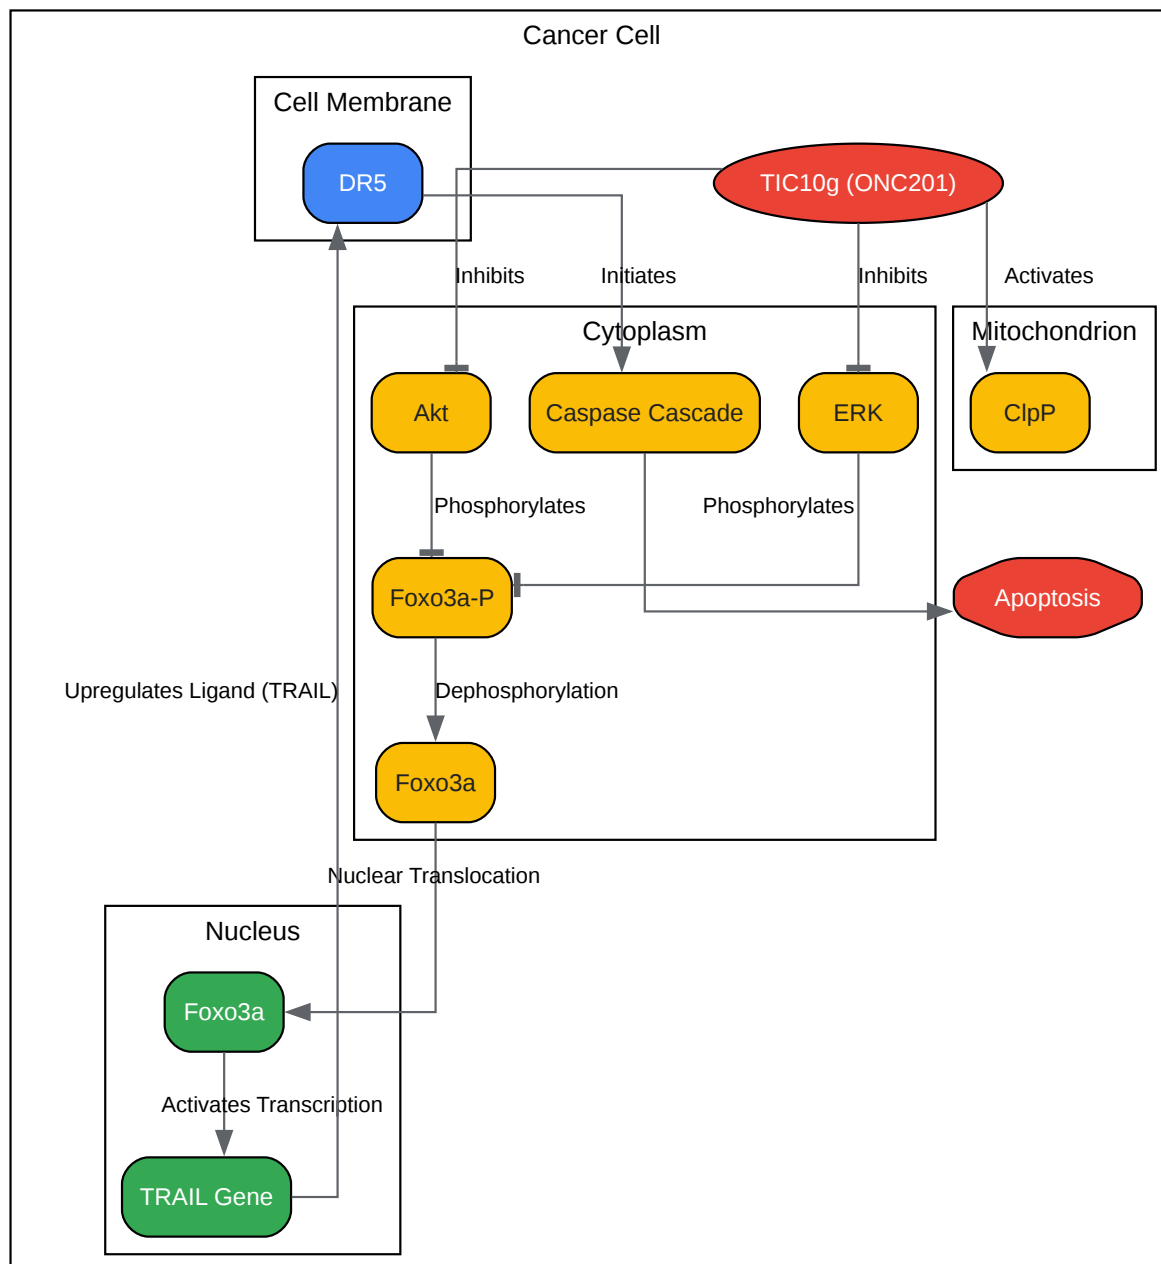 Cancer Cell
Cell Membrane
DR5
TIC10g (ONC201)
Inhibits
Initiates
Inhibits
Activates
Cytoplasm
Mitochondrion
Akt
Caspase Cascade
ERK
ClpP
Phosphorylates
Phosphorylates
Foxo3a-P
Apoptosis
Upregulates Ligand (TRAIL)
Dephosphorylation
Foxo3a
Nuclear Translocation
Nucleus
Foxo3a
Activates Transcription
TRAIL Gene